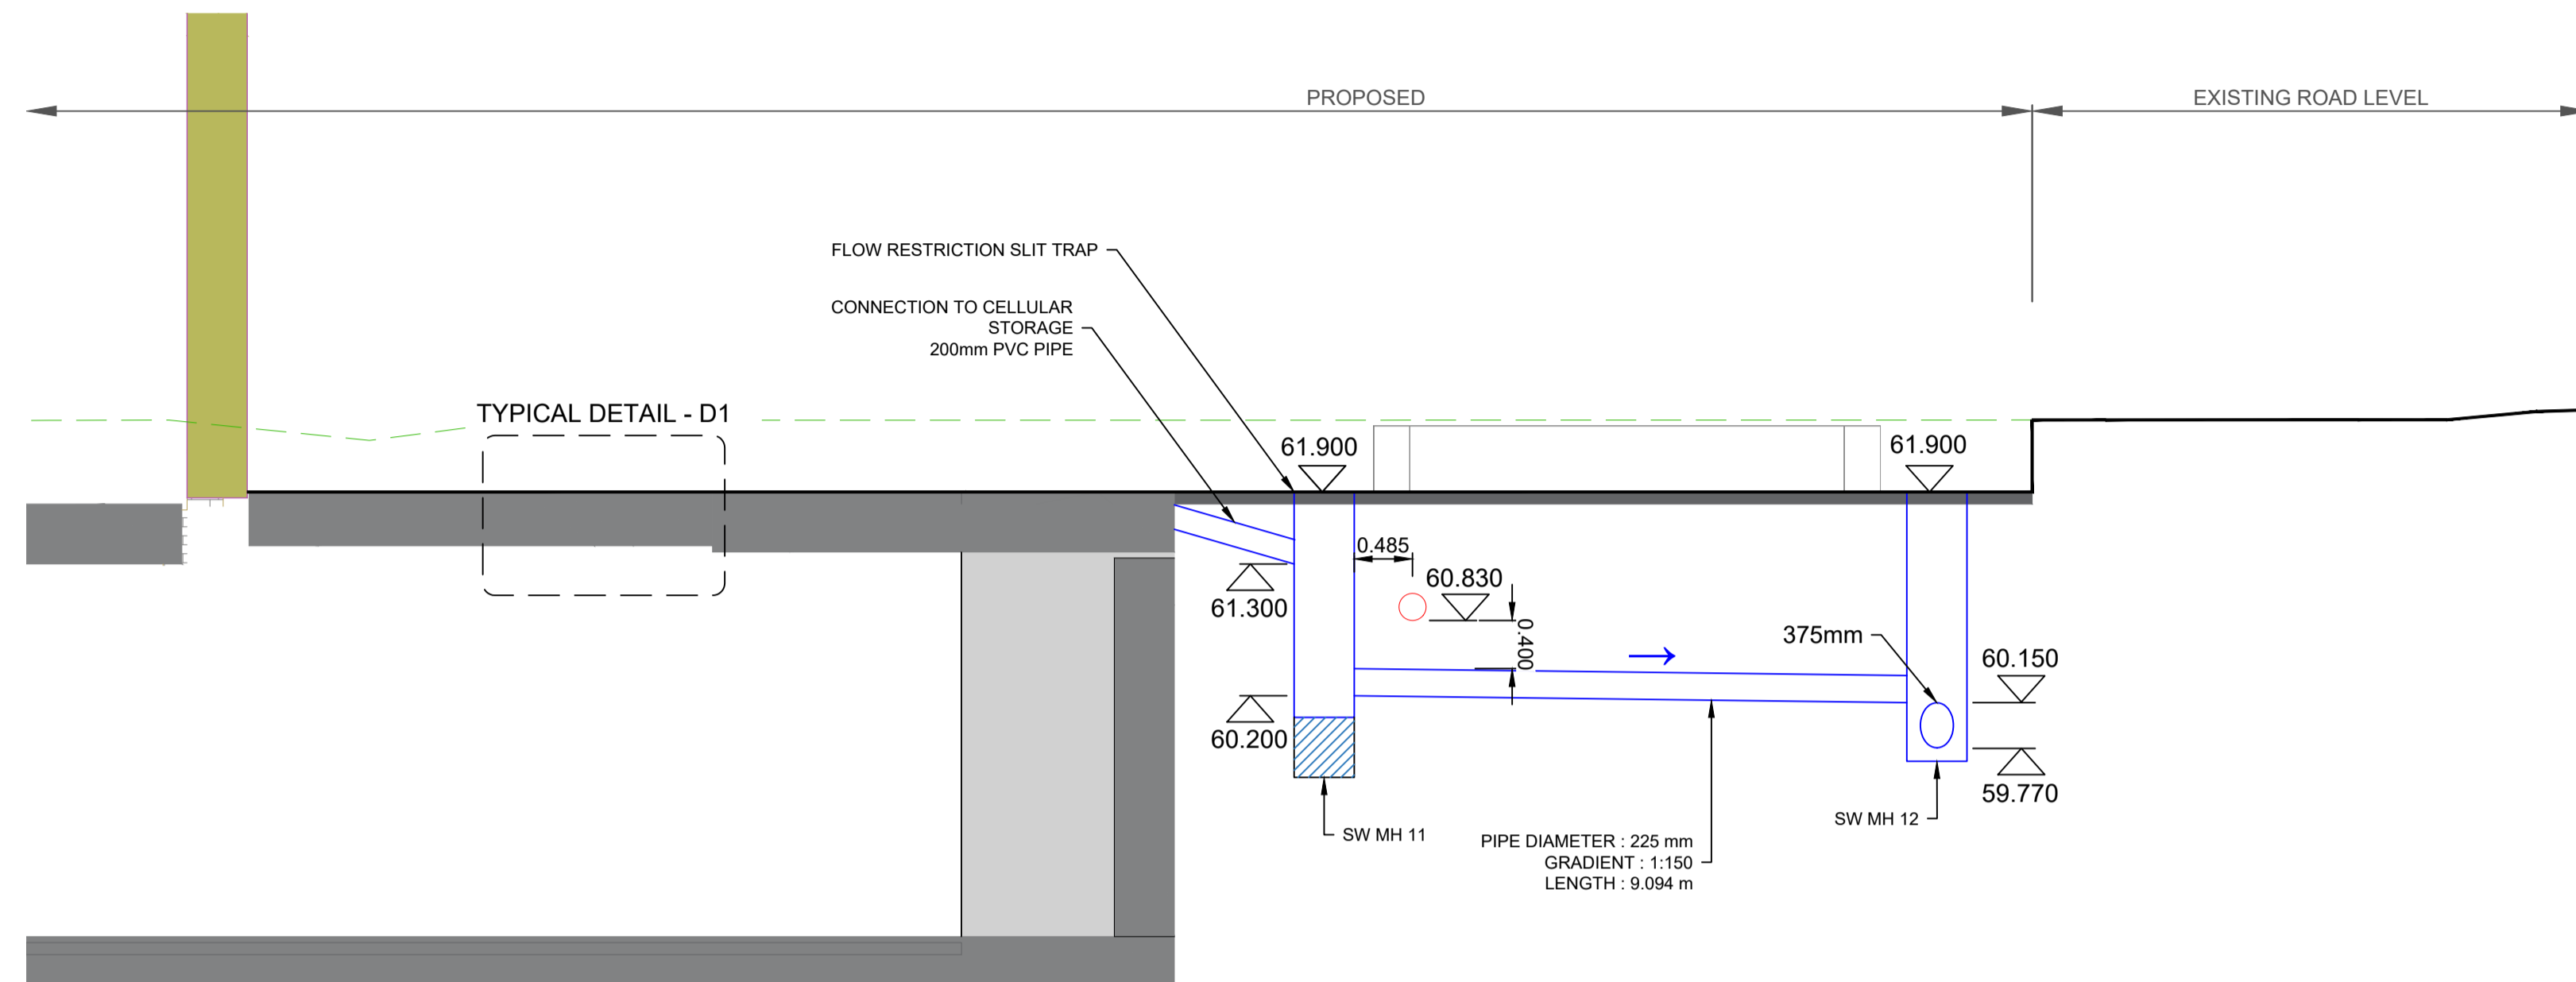 PROPOSED
EXISTING ROAD LEVEL
FLOW RESTRICTION SLIT TRAP
CONNECTION TO CELLULAR
STORAGE
200mm PVC PIPE
TYPICAL DETAIL - D1
61.900
61.900
0.485
60.830
61.300
0.400
375mm
60.150
60.200
59.770
SW MH 11
SW MH 12
PIPE DIAMETER : 225 mm
GRADIENT : 1:150
LENGTH : 9.094 m